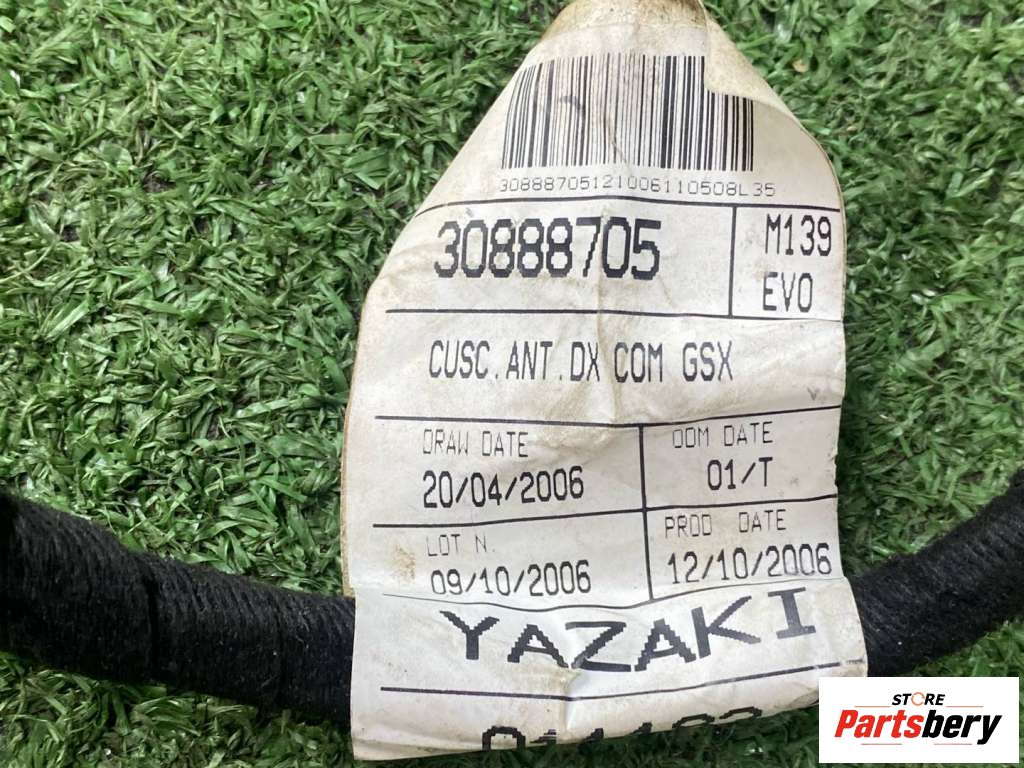 30888705121006110508L35
30888705
M139
EVO
CUSC.ANT.DX COM GSX
DRAW DATE
20/04/2006
DDM DATE
01/T
LOT N.
09/10/2006
PROD DATE
12/10/2006
YAZAKI
STORE
Partsbery